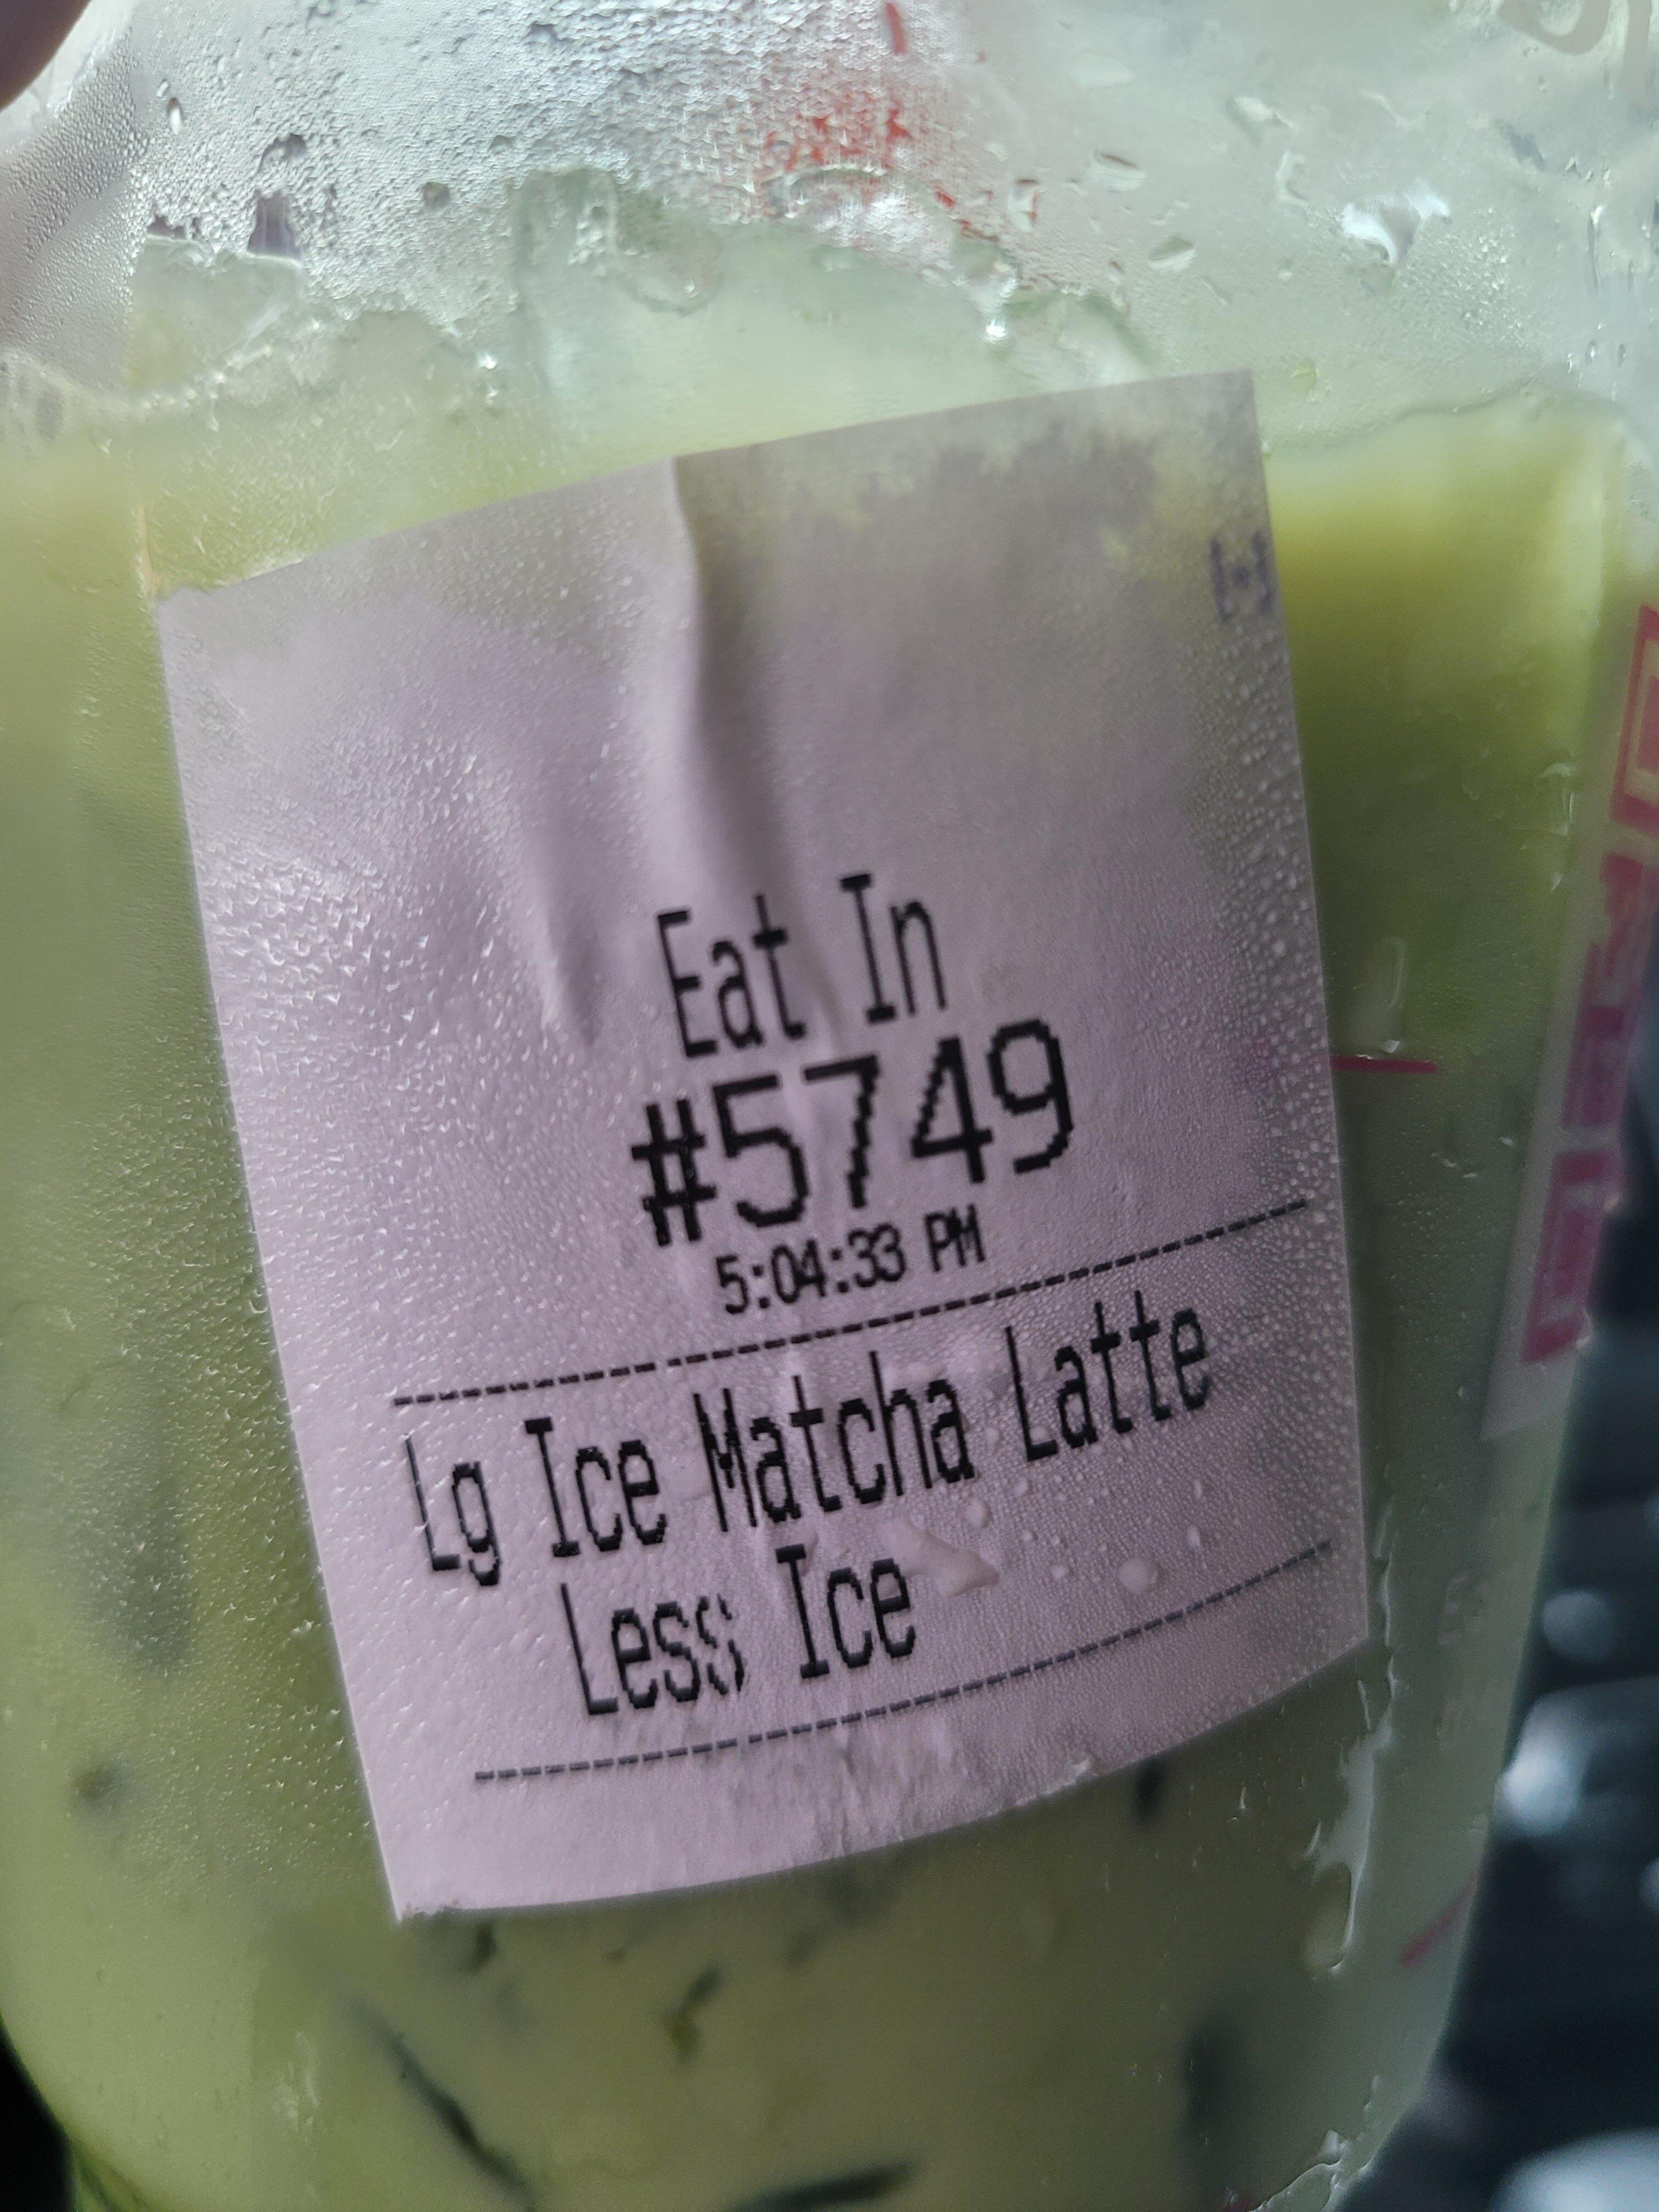 Eat In
#5749
5:04:33 PM
Lg Ice Matcha Latte
Less Ice